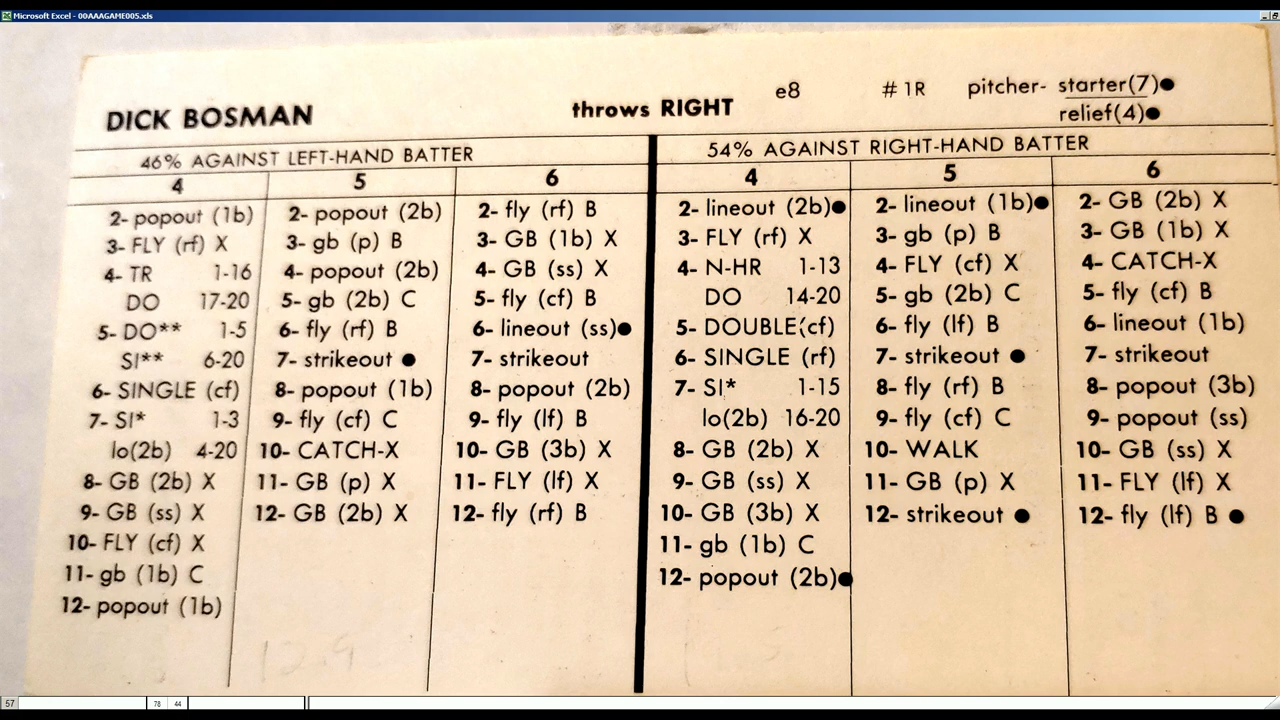 Microsoft Excel - 00AAAGAME005.xls
DICK BOSMAN
throws RIGHT
e8
# 1R
pitcher- starter(7)●
relief(4)●
46% AGAINST LEFT-HAND BATTER
4
2- popout (1b)
3- FLY (rf) X
4- TR 1-16
DO 17-20
5- DO** 1-5
SI** 6-20
6- SINGLE (cf)
7- SI* 1-3
lo(2b) 4-20
8- GB (2b) X
9- GB (ss) X
10- FLY (cf) X
11- gb (1b) C
12- popout (1b)
5
2- popout (2b)
3- gb (p) B
4- popout (2b)
5- gb (2b) C
6- fly (rf) B
7- strikeout ●
8- popout (1b)
9- fly (cf) C
10- CATCH-X
11- GB (p) X
12- GB (2b) X
6
2- fly (rf) B
3- GB (1b) X
4- GB (ss) X
5- fly (cf) B
6- lineout (ss)●
7- strikeout
8- popout (2b)
9- fly (lf) B
10- GB (3b) X
11- FLY (lf) X
12- fly (rf) B
54% AGAINST RIGHT-HAND BATTER
4
2- lineout (2b)●
3- FLY (rf) X
4- N-HR 1-13
DO 14-20
5- DOUBLE(cf)
6- SINGLE (rf)
7- SI* 1-15
lo(2b) 16-20
8- GB (2b) X
9- GB (ss) X
10- GB (3b) X
11- gb (1b) C
12- popout (2b)●
5
2- lineout (1b)●
3- gb (p) B
4- FLY (cf) X
5- gb (2b) C
6- fly (lf) B
7- strikeout ●
8- fly (rf) B
9- fly (cf) C
10- WALK
11- GB (p) X
12- strikeout ●
6
2- GB (2b) X
3- GB (1b) X
4- CATCH-X
5- fly (cf) B
6- lineout (1b)
7- strikeout
8- popout (3b)
9- popout (ss)
10- GB (ss) X
11- FLY (lf) X
12- fly (lf) B ●
57
78
44